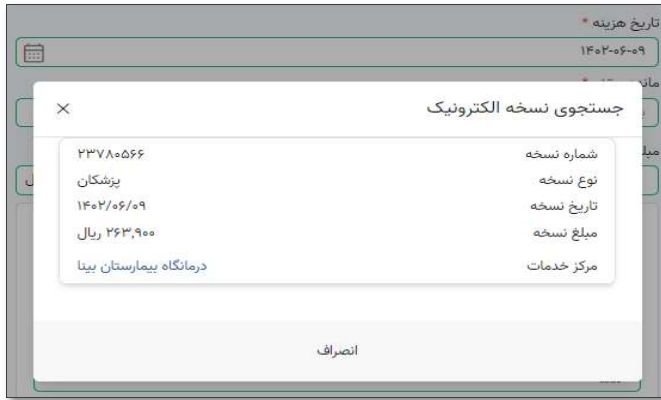 تاریخ هزینه *
۱۴۰۲-۰۶-۰۹
جستجوی نسخه الکترونیک
شماره نسخه ۲۳۷۸۰۵۶۶
نوع نسخه پزشکان
تاریخ نسخه ۱۴۰۲/۰۶/۰۹
مبلغ نسخه ۲۶۳,۹۰۰ ریال
مرکز خدمات درمانگاه بیمارستان بینا
انصراف